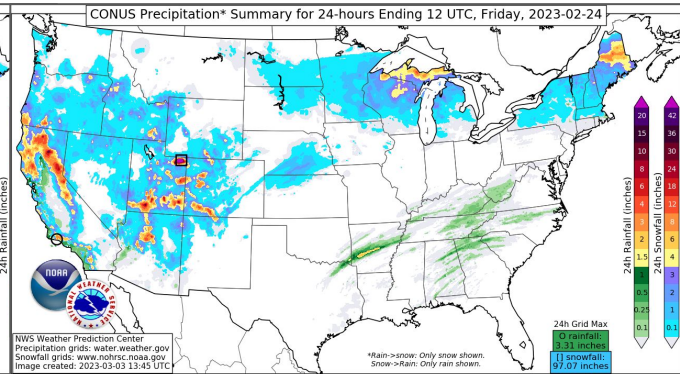 CONUS Precipitation* Summary for 24-hours Ending 12 UTC, Friday, 2023-02-24
24h Rainfall (inches)
24h Rainfall (inches)
20
15
10
8
6
4
3
2
1.5
1
0.5
0.25
0.1
24h Snowfall (inches)
42
36
30
24
18
12
8
6
4
3
2
1
0.1
NOAA
NATIONAL WEATHER SERVICE
NWS Weather Prediction Center
Precipitation grids: water.weather.gov
Snowfall grids: www.nohrsc.noaa.gov
Image created: 2023-03-03 13:45 UTC
*Rain->snow: Only snow shown.
Snow->Rain: Only rain shown.
24h Grid Max
O rainfall:
3.31 inches
[] snowfall:
97.07 inches